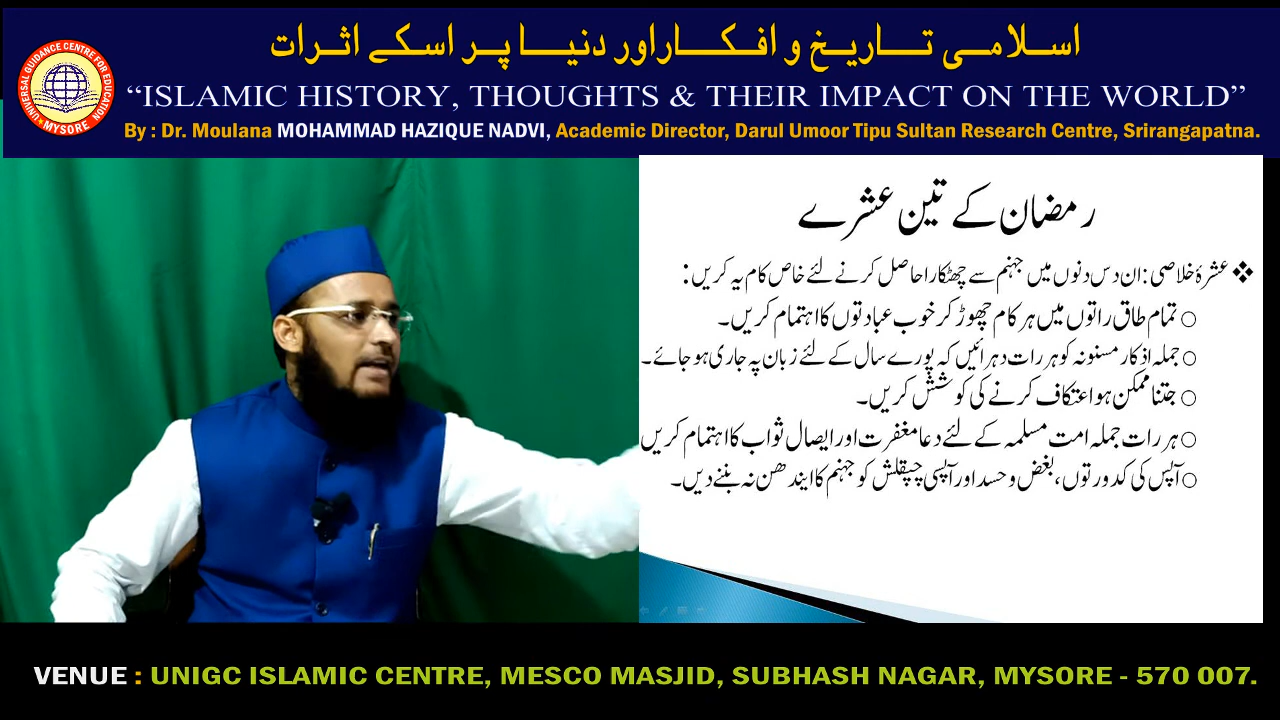 اسلامی تاریخ و افکار اور دنیا پر اسکے اثرات
“ISLAMIC HISTORY, THOUGHTS & THEIR IMPACT ON THE WORLD”
By : Dr. Moulana MOHAMMAD HAZIQUE NADVI, Academic Director, Darul Umoor Tipu Sultan Research Centre, Srirangapatna.
UNIVERSAL GUIDANCE CENTRE FOR EDUCATION
MYSORE
رمضان کے تین عشرے
❖ عشرۂ خلاصی: ان دس دنوں میں جہنم سے چھٹکارا حاصل کرنے لئے خاص کام یہ کریں:
○ تمام طاق راتوں میں ہر کام چھوڑ کر خوب عبادتوں کا اہتمام کریں۔
○ جملہ اذکار مسنونہ کو ہر رات دہرائیں کہ پورے سال کے لئے زبان پہ جاری ہو جائے۔
○ جتنا ممکن ہو اعتکاف کرنے کی کوشش کریں۔
○ ہر رات جملہ امت مسلمہ کے لئے دعا مغفرت اور ایصال ثواب کا اہتمام کریں
○ آپس کی کدورتوں، بغض و حسد اور آپسی چپقلش کو جہنم کا ایندھن نہ بننے دیں۔
VENUE : UNIGC ISLAMIC CENTRE, MESCO MASJID, SUBHASH NAGAR, MYSORE - 570 007.